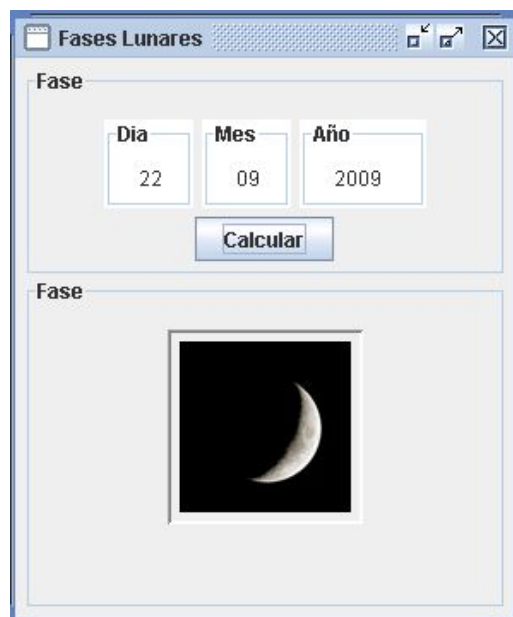 Fases Lunares
Fase
Dia Mes Año
22 09 2009
Calcular
Fase